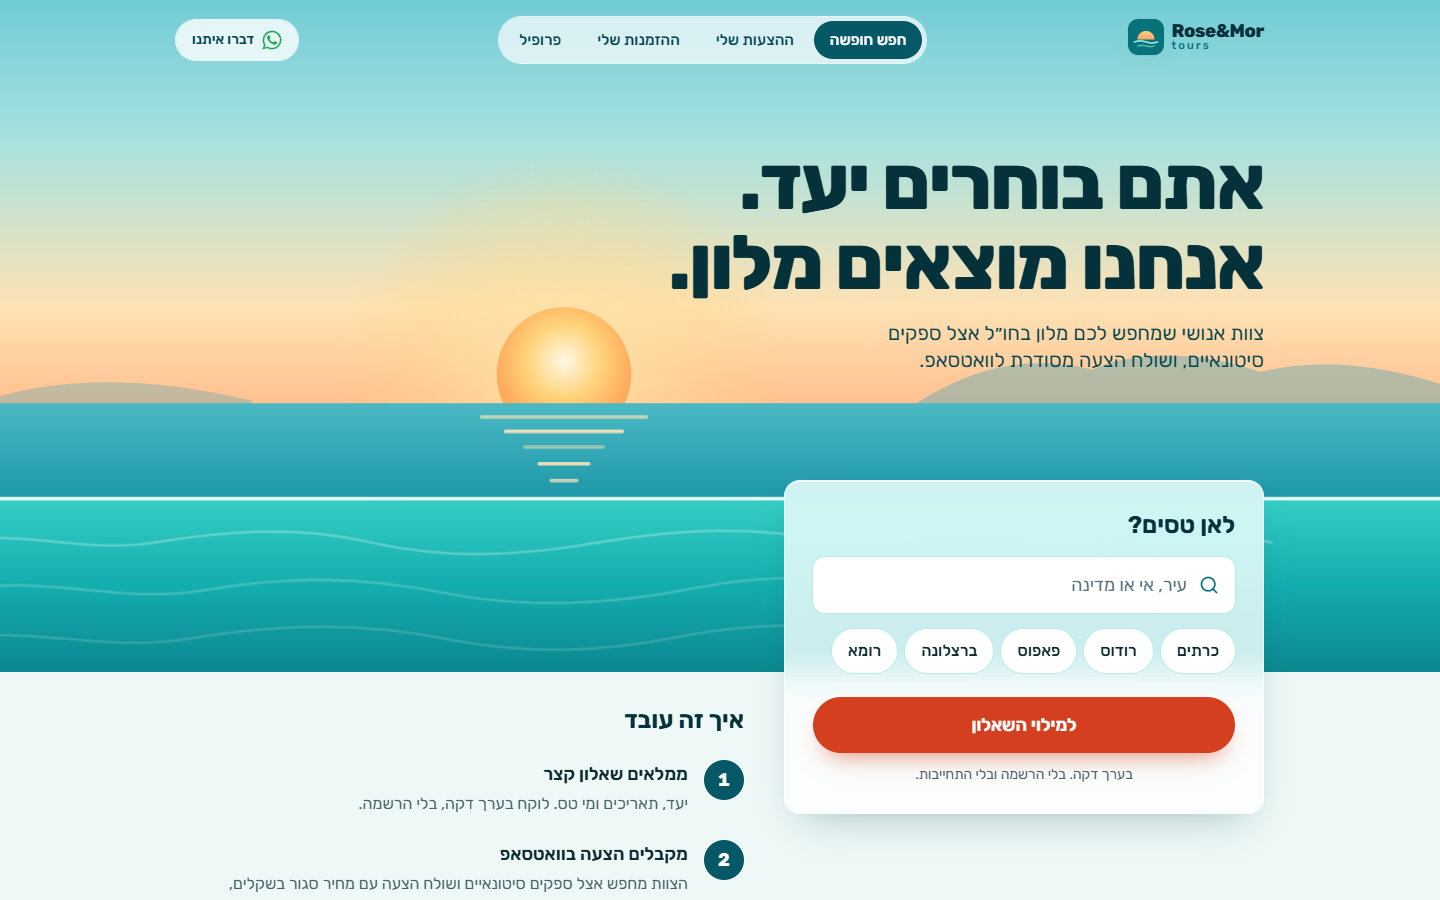 Rose&Mor
tours
חפש חופשה
ההצעות שלי
ההזמנות שלי
פרופיל
דברו איתנו
אתם בוחרים יעד.
אנחנו מוצאים מלון.
צוות אנושי שמחפש לכם מלון בחו״ל אצל ספקים
סיטונאיים, ושולח הצעה מסודרת לוואטסאפ.
לאן טסים?
עיר, אי או מדינה
כרתים
רודוס
פאפוס
ברצלונה
רומא
למילוי השאלון
בערך דקה. בלי הרשמה ובלי התחייבות.
איך זה עובד
1
ממלאים שאלון קצר
יעד, תאריכים ומי טס. לוקח בערך דקה, בלי הרשמה.
2
מקבלים הצעה בוואטסאפ
הצוות מחפש אצל ספקים סיטונאיים ושולח הצעה עם מחיר סגור בשקלים,